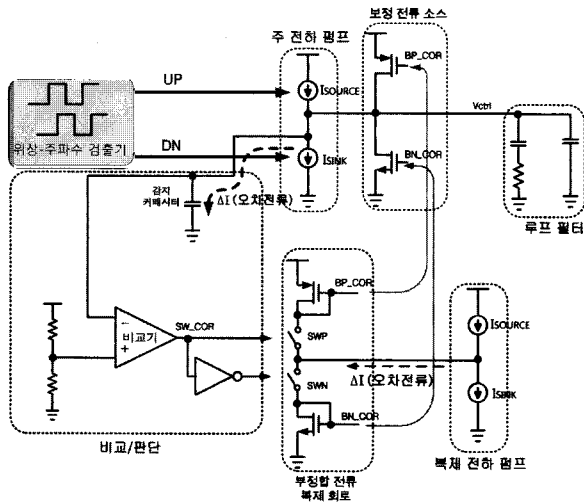 보정 전류 소스
주 전하 펌프
UP
BP_COR
ISOURCE
Vctrl
위상-주파수 검출기
DN
BN_COR
ISINK
감지
커패시터
ΔI (오차전류)
루프 필터
BP_COR
ISOURCE
비교기
SW_COR
SWP
SWN
ΔI (오차전류)
ISINK
BN_COR
비교/판단
부정합 전류
복제 회로
복제 전하 펌프